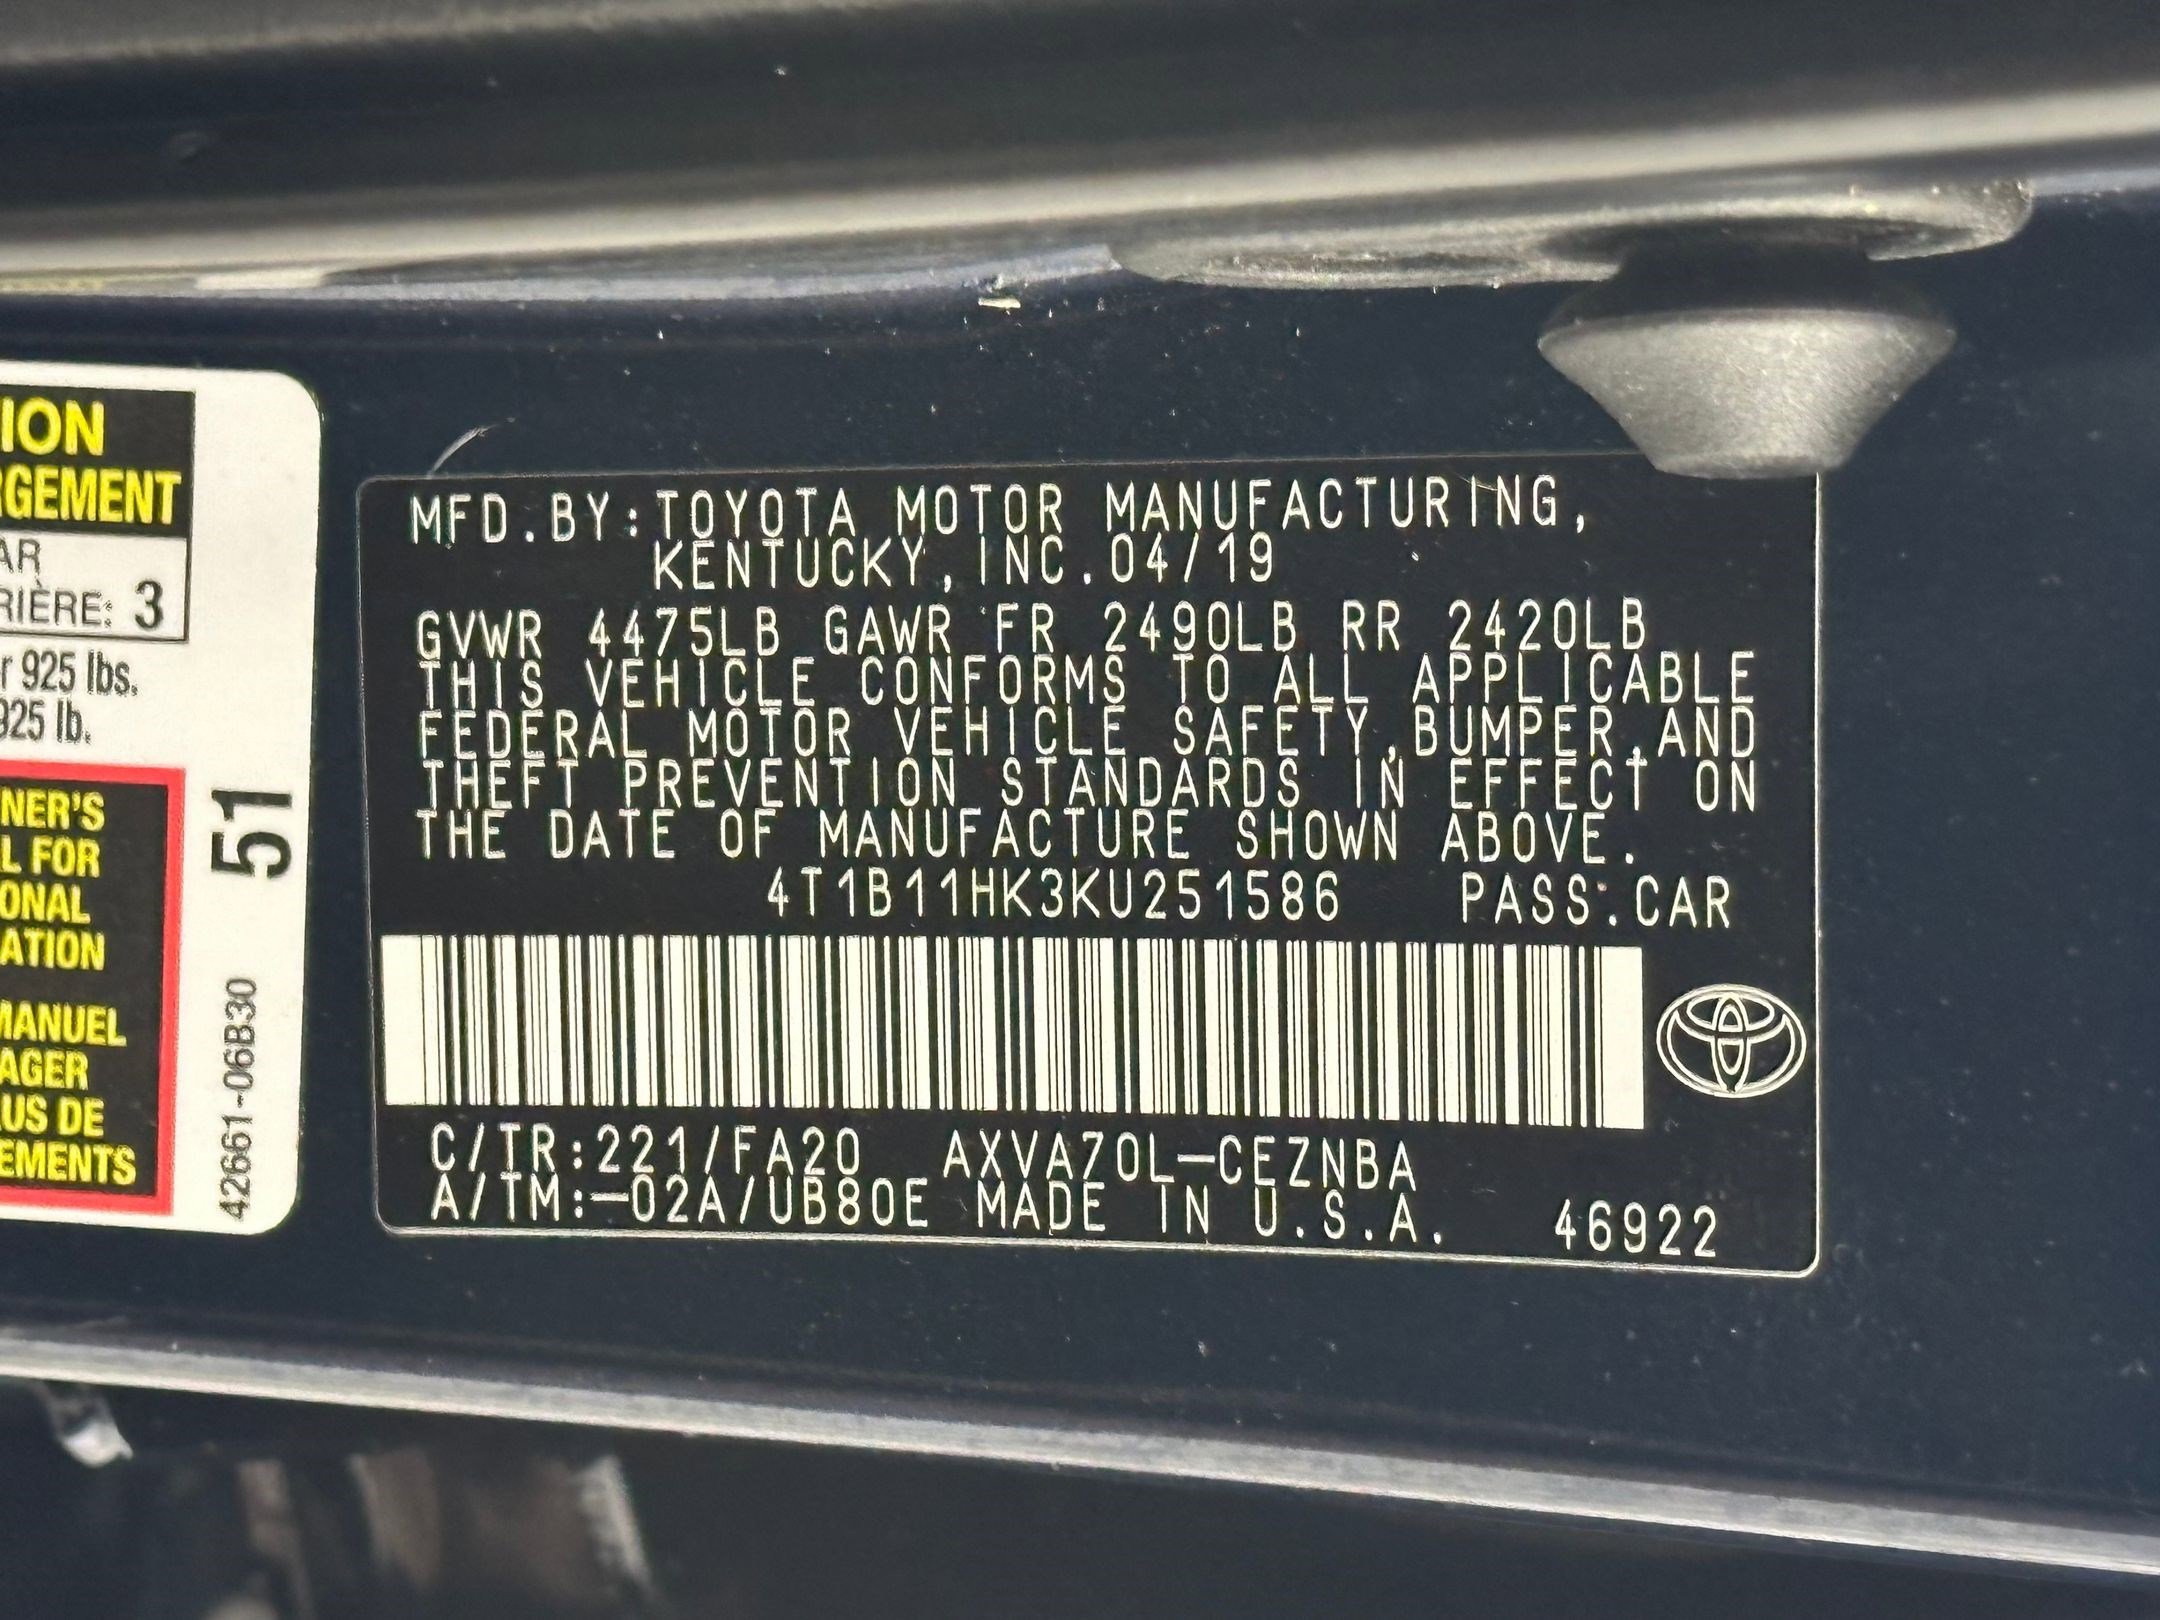 ION
RGEMENT
AR
RIÈRE: 3
r 925 lbs.
925 lb.
NER'S
L FOR
ONAL
ATION
MANUEL
AGER
LUS DE
EMENTS
51
42661-06B30
MFD.BY:TOYOTA MOTOR MANUFACTURING,
KENTUCKY,INC.04/19
GVWR 4475LB GAWR FR 2490LB RR 2420LB
THIS VEHICLE CONFORMS TO ALL APPLICABLE
FEDERAL MOTOR VEHICLE SAFETY,BUMPER,AND
THEFT PREVENTION STANDARDS IN EFFECT ON
THE DATE OF MANUFACTURE SHOWN ABOVE.
4T1B11HK3KU251586 PASS.CAR
C/TR:221/FA20 AXVA70L-CEZNBA
A/TM:-02A/UB80E MADE IN U.S.A. 46922